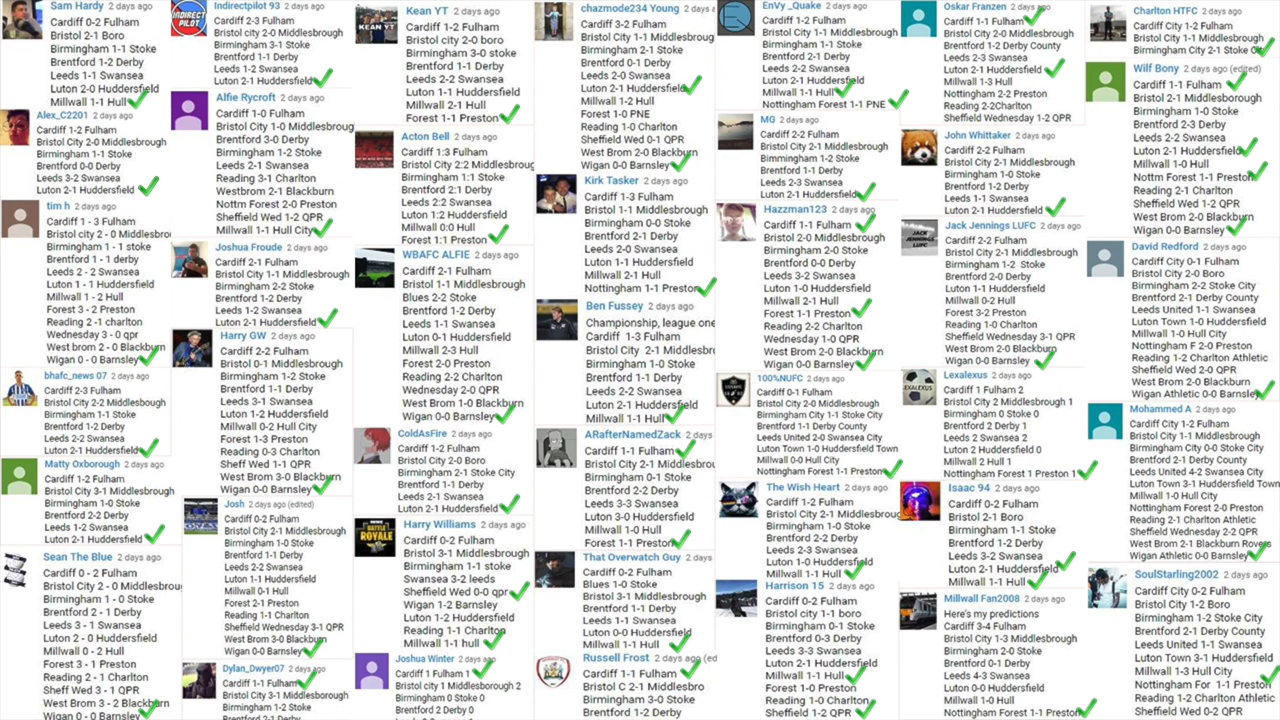 Sam Hardy 2 days ago
Cardiff 0-2 Fulham
Bristol 2-1 Boro
Birmingham 1-1 Stoke
Brentford 1-2 Derby
Leeds 1-1 Swansea
Luton 2-0 Huddersfield
Millwall 1-1 Hull
Alex_C2201 2 days ago
Cardiff 1-2 Fulham
Bristol City 2-0 Middlesbrough
Birmingham 1-1 Stoke
Brentford 0-0 Derby
Leeds 3-2 Swansea
Luton 2-1 Huddersfield
tim h 2 days ago
Cardiff 1 - 3 Fulham
Bristol city 2 - 0 Middlesbrou
Birmingham 1 - 1 stoke
Brentford 1 - 1 derby
Leeds 2 - 2 Swansea
Luton 1 - 1 Huddersfield
Millwall 1 - 2 Hull
Forest 3 - 2 Preston
Reading 2 -1 charlton
Wednesday 3 - 0 qpr
West brom 2 - 0 Blackburn
Wigan 0 - 0 Barnsley
bhafc_news 07 2 days ago
Cardiff 2-3 Fulham
Bristol City 2-2 Middlesbrough
Birmingham 1-1 Stoke
Brentford 1-2 Derby
Leeds 2-2 Swansea
Luton 2-1 Huddersfield
Matty Oxborough 2 days ago
Cardiff 1-2 Fulham
Bristol City 3-1 Middlesbrough
Birmingham 1-0 Stoke
Brentford 2-2 Derby
Leeds 1-2 Swansea
Luton 2-1 Huddersfield
Sean The Blue 2 days ago
Cardiff 0 - 2 Fulham
Bristol City 2 - 0 Middlesbrou
Birmingham 1 - 0 Stoke
Brentford 2 - 1 Derby
Leeds 3 - 1 Swansea
Luton 2 - 0 Huddersfield
Millwall 0 - 2 Hull
Forest 3 - 1 Preston
Reading 2 - 1 Charlton
Sheff Wed 3 - 1 QPR
West Brom 3 - 2 Blackburn
Wigan 0 - 0 Barnsley
INDIRECT PILOT
Indirectpilot 93 2 days ago
Cardiff 2-3 Fulham
Bristol city 2-0 Middlesbrough
Birmingham 3-1 Stoke
Brentford 1-1 Derby
Leeds 1-2 Swansea
Luton 2-1 Huddersfield
Alfie Rycroft 2 days ago
Cardiff 1-0 Fulham
Bristol City 1-0 Middlesbroug
Brentford 3-0 Derby
Birmingham 1-2 Stoke
Leeds 2-1 Swansea
Reading 3-1 Charlton
Westbrom 2-1 Blackburn
Nottm Forest 2-0 Preston
Sheffield Wed 1-2 QPR
Millwall 1-1 Hull City
Joshua Froude 2 days ago
Cardiff 2-1 Fulham
Bristol City 1-1 Middlesbrough
Birmingham 2-2 Stoke
Brentford 1-2 Derby
Leeds 1-2 Swansea
Luton 2-1 Huddersfield
Harry GW 2 days ago
Cardiff 2-2 Fulham
Bristol 0-1 Middlesbrough
Birmingham 1-2 Stoke
Brentford 1-1 Derby
Leeds 3-1 Swansea
Luton 1-2 Huddersfield
Millwall 0-2 Hull City
Forest 1-3 Preston
Reading 0-3 Charlton
Sheff Wed 1-1 QPR
West Brom 3-0 Blackburn
Wigan 0-0 Barnsley
Josh 2 days ago (edited)
Cardiff 0-2 Fulham
Bristol City 2-1 Middlesbrough
Birmingham 1-0 Stoke
Brentford 1-1 Derby
Leeds 2-2 Swansea
Luton 1-1 Huddersfield
Millwall 0-1 Hull
Forest 2-1 Preston
Reading 1-1 Charlton
Sheffield Wednesday 3-1 QPR
West Brom 3-0 Blackburn
Wigan 0-0 Barnsley
Dylan_Dwyer07 2 days ago
Cardiff 1-1 Fulham
Bristol City 3-1 Middlesbrough
Birmingham 1-2 Stoke
KEAN YT
Kean YT 2 days ago
Cardiff 1-2 Fulham
Bristol city 2-0 boro
Birmingham 3-0 stoke
Brentford 1-1 Derby
Leeds 2-2 Swansea
Luton 1-1 Huddersfield
Millwall 2-1 Hull
Forest 1-1 Preston
Acton Bell 2 days ago
Cardiff 1:3 Fulham
Bristol City 2:2 Middlesbroug
Birmingham 1:1 Stoke
Brentford 2:1 Derby
Leeds 2:2 Swansea
Luton 1:2 Huddersfield
Millwall 0:0 Hull
Forest 1:1 Preston
WBAFC ALFIE 2 days ago
Cardiff 2-1 Fulham
Bristol 1-1 Middlesbrough
Blues 2-2 Stoke
Brentford 1-2 Derby
Leeds 1-1 Swansea
Luton 0-1 Huddersfield
Millwall 2-3 Hull
Forest 2-0 Preston
Reading 2-2 Charlton
Wednesday 2-0 QPR
West Brom 1-0 Blackburn
Wigan 0-0 Barnsley
ColdAsFire 2 days ago
Cardiff 1-2 Fulham
Bristol City 2-0 Boro
Birmingham 2-1 Stoke City
Brentford 1-1 Derby
Leeds 2-1 Swansea
Luton 2-1 Huddersfield
BATTLE ROYALE
Harry Williams 2 days ago
Cardiff 0-2 Fulham
Bristol 3-1 Middlesbrough
Birmingham 1-1 stoke
Swansea 3-2 leeds
Sheffield Wed 0-0 qpr
Wigan 1-2 Barnsley
Luton 1-2 Huddersfield
Reading 1-1 Charlton
Millwall 1-1 hull
Joshua Winter 2 days ago
Cardiff 1 Fulham 1
Bristol city 1 Middlesborough 2
Birmingham 0 Stoke 0
Brentford 2 Derby 0
chazmode234 Young 2 days a
Cardiff 3-2 Fulham
Bristol City 1-1 Middlesbrough
Birmingham 2-1 Stoke
Brentford 0-1 Derby
Leeds 2-1 Swansea
Luton 2-1 Huddersfield
Millwall 1-2 Hull
Forest 1-0 PNE
Reading 1-0 Charlton
Sheffield Wed 0-1 QPR
West Brom 2-0 Blackburn
Wigan 0-0 Barnsley
Kirk Tasker 2 days ago
Cardiff 1-3 Fulham
Bristol 1-1 Middlesbrough
Birmingham 0-0 Stoke
Brentford 2-1 Derby
Leeds 2-0 Swansea
Luton 1-1 Huddersfield
Millwall 2-1 Hull
Nottingham 1-1 Preston
Ben Fussey 2 days ago
Championship, league one
Cardiff 1-3 Fulham
Bristol City 2-1 Middlesbro
Birmingham 1-0 Stoke
Brentford 1-1 Derby
Leeds 2-2 Swansea
Luton 2-1 Huddersfield
Millwall 1-1 Hull
ARafterNamedZack 2 days
Cardiff 1-1 Fulham
Bristol City 2-1 Middlesbro
Birmingham 0-1 Stoke
Brentford 2-2 Derby
Leeds 3-3 Swansea
Luton 3-0 Huddersfield
Millwall 1-0 Hull
Forest 1-1 Preston
That Overwatch Guy 2 days
Cardiff 0-2 Fulham
Blues 1-0 Stoke
Bristol 3-1 Middlesbrough
Brentford 1-1 Derby
Leeds 1-1 Swansea
Luton 0-0 Huddersfield
Millwall 1-1 Hull
Russell Frost 2 days ago (ed
Cardiff 1-1 Fulham
Bristol C 2-1 Middlesbro
Birmingham 3-0 Stoke
Brentford 1-2 Derby
EnVy _Quake 2 days ago
Cardiff 1-2 Fulham
Bristol City 1-1 Middlesbrough
Birmingham 1-1 Stoke
Brentford 1-2 Derby
Leeds 2-2 Swansea
Luton 2-1 Huddersfield
Millwall 1-1 Hull
Nottingham Forest 1-1 PNE
MG 2 days ago
Cardiff 2-2 Fulham
Bristol City 2-1 Middlesbrough
Bimmingham 1-2 Stoke
Brentford 1-1 Derby
Leeds 2-3 Swansea
Luton 2-1 Huddersfield
Hazzman123 2 days ago
Cardiff 1-1 Fulham
Bristol 2-0 Middlesbrough
Birmingham 2-0 Stoke
Brentford 0-0 Derby
Leeds 3-2 Swansea
Luton 1-0 Huddersfield
Millwall 2-1 Hull
Forest 1-1 Preston
Reading 2-2 Charlton
Wednesday 1-0 QPR
West Brom 2-0 Blackburn
Wigan 0-0 Barnsley
100%NUFC 2 days ago
Cardiff 0-1 Fulham
Bristol City 2-0 Middlesbrough
Birmingham City 1-1 Stoke City
Brentford 1-1 Derby County
Leeds United 2-0 Swansea City
Luton Town 1-0 Huddersfield Town
Millwall 0-0 Hull City
Nottingham Forest 1-1 Preston
The Wish Heart 2 days ago
Cardiff 1-2 Fulham
Bristol City 1-1 Middlesbrough
Birmingham 1-0 Stoke
Brentford 2-2 Derby
Leeds 2-3 Swansea
Luton 1-0 Huddersfield
Millwall 1-1 Hull
Harrison 15 2 days ago
Cardiff 0-2 Fulham
Bristol city 1-1 boro
Birmingham 0-1 Stoke
Brentford 0-3 Derby
Leeds 3-3 Swansea
Luton 2-1 Huddersfield
Millwall 1-1 Hull
Forest 1-0 Preston
Reading 1-0 Charlton
Sheffield 1-2 QPR
Oskar Franzen 2 days ago
Cardiff 1-1 Fulham
Bristol City 2-0 Middlesbrough
Brentford 1-2 Derby County
Leeds 0-0 Swansea
Luton 2-1 Huddersfield
Millwall 1-3 Hull
Nottingham 2-2 Preston
Reading 2-2Charlton
Sheffield Wednesday 1-2 QPR
John Whittaker 2 days ago
Cardiff 2-2 Fulham
Bristol City 2-1 Middlesbrough
Birmingham 1-0 Stoke
Brentford 1-2 Derby
Leeds 1-1 Swansea
Luton 2-1 Huddersfield
JACK JENNINGS LUFC
Jack Jennings LUFC 2 days ago
Cardiff 2-2 Fulham
Bristol City 1-1 Middlesbrough
Birmingham 1-2 Stoke
Brentford 2-0 Derby
Luton 1-1 Huddersfield
Millwall 0-2 Hull
Forest 3-2 Preston
Reading 1-0 Charlton
Sheffield Wednesday 3-1 QPR
West Brom 2-0 Blackburn
Wigan 0-0 Barnsley
EXALEXUS
Lexalexus 2 days ago
Cardiff 1 Fulham 2
Bristol City 2 Middlesbrough 1
Birmingham 0 Stoke 0
Brentford 2 Derby 1
Leeds 2 Swansea 2
Luton 2 Huddersfield 0
Millwall 2 Hull 1
Nottingham Forest 1 Preston 1
Isaac 94 2 days ago
Cardiff 0-2 Fulham
Bristol 2-1 Boro
Birmingham 1-1 Stoke
Brentford 1-2 Derby
Leeds 3-2 Swansea
Luton 2-1 Huddersfield
Millwall 1-1 Hull
Millwall Fan2008 2 days ago
Here's my predictions
Cardiff 3-4 Fulham
Bristol City 1-3 Middlesbrough
Birmingham 2-0 Stoke
Brentford 0-1 Derby
Leeds 4-3 Swansea
Luton 0-0 Huddersfield
Millwall 1-0 Hull
Nottingham Forest 1-1 Preston
Charlton HTFC 2 days ago
Cardiff City 1-2 Fulham
Bristol City 1-1 Middlesbrough
Birmingham City 2-1 Stoke
Wilf Bony 2 days ago (edited)
Cardiff 1-1 Fulham
Bristol 2-1 Middlesbrough
Birmingham 2-1 Stoke
Brentford 2-3 Derby
Leeds 2-2 Swansea
Luton 2-1 Huddersfield
Millwall 1-0 Hull
Nottm Forest 1-1 Preston
Reading 2-1 Charlton
Sheffield Wed 1-2 QPR
West Brom 2-0 Blackburn
Wigan 0-0 Barnsley
David Redford 2 days ago
Cardiff City 0-1 Fulham
Bristol City 2-0 Boro
Birmingham 2-2 Stoke City
Brentford 2-1 Derby County
Leeds United 1-1 Swansea
Luton Town 1-0 Huddersfield
Millwall 1-0 Hull City
Nottingham F 2-0 Preston
Reading 1-2 Charlton Athletic
Sheffield Wed 2-0 QPR
West Brom 2-0 Blackburn
Wigan Athletic 0-0 Barnsley
Mohammed A 2 days ago
Cardiff City 1-2 Fulham
Bristol City 1-1 Middlesbrough
Birmingham City 0-0 Stoke City
Brentford 2-1 Derby County
Leeds United 4-2 Swansea City
Luton Town 3-1 Huddersfield Town
Millwall 1-0 Hull City
Nottingham Forest 2-0 Preston
Reading 2-1 Charlton Athletic
Sheffield Wednesday 2-2 QPR
West Brom 2-1 Blackburn Rovers
Wigan Athletic 0-0 Barnsley
SoulStarling2002 2 days ago
Cardiff City 0-2 Fulham
Bristol City 1-2 Boro
Birmingham 1-2 Stoke City
Brentford 2-1 Derby County
Leeds United 1-1 Swansea
Luton Town 3-1 Huddersfield
Millwall 1-3 Hull City
Nottingham For 1-1 Preston
Reading 1-2 Charlton Athletic
Sheffield Wed 0-2 QPR